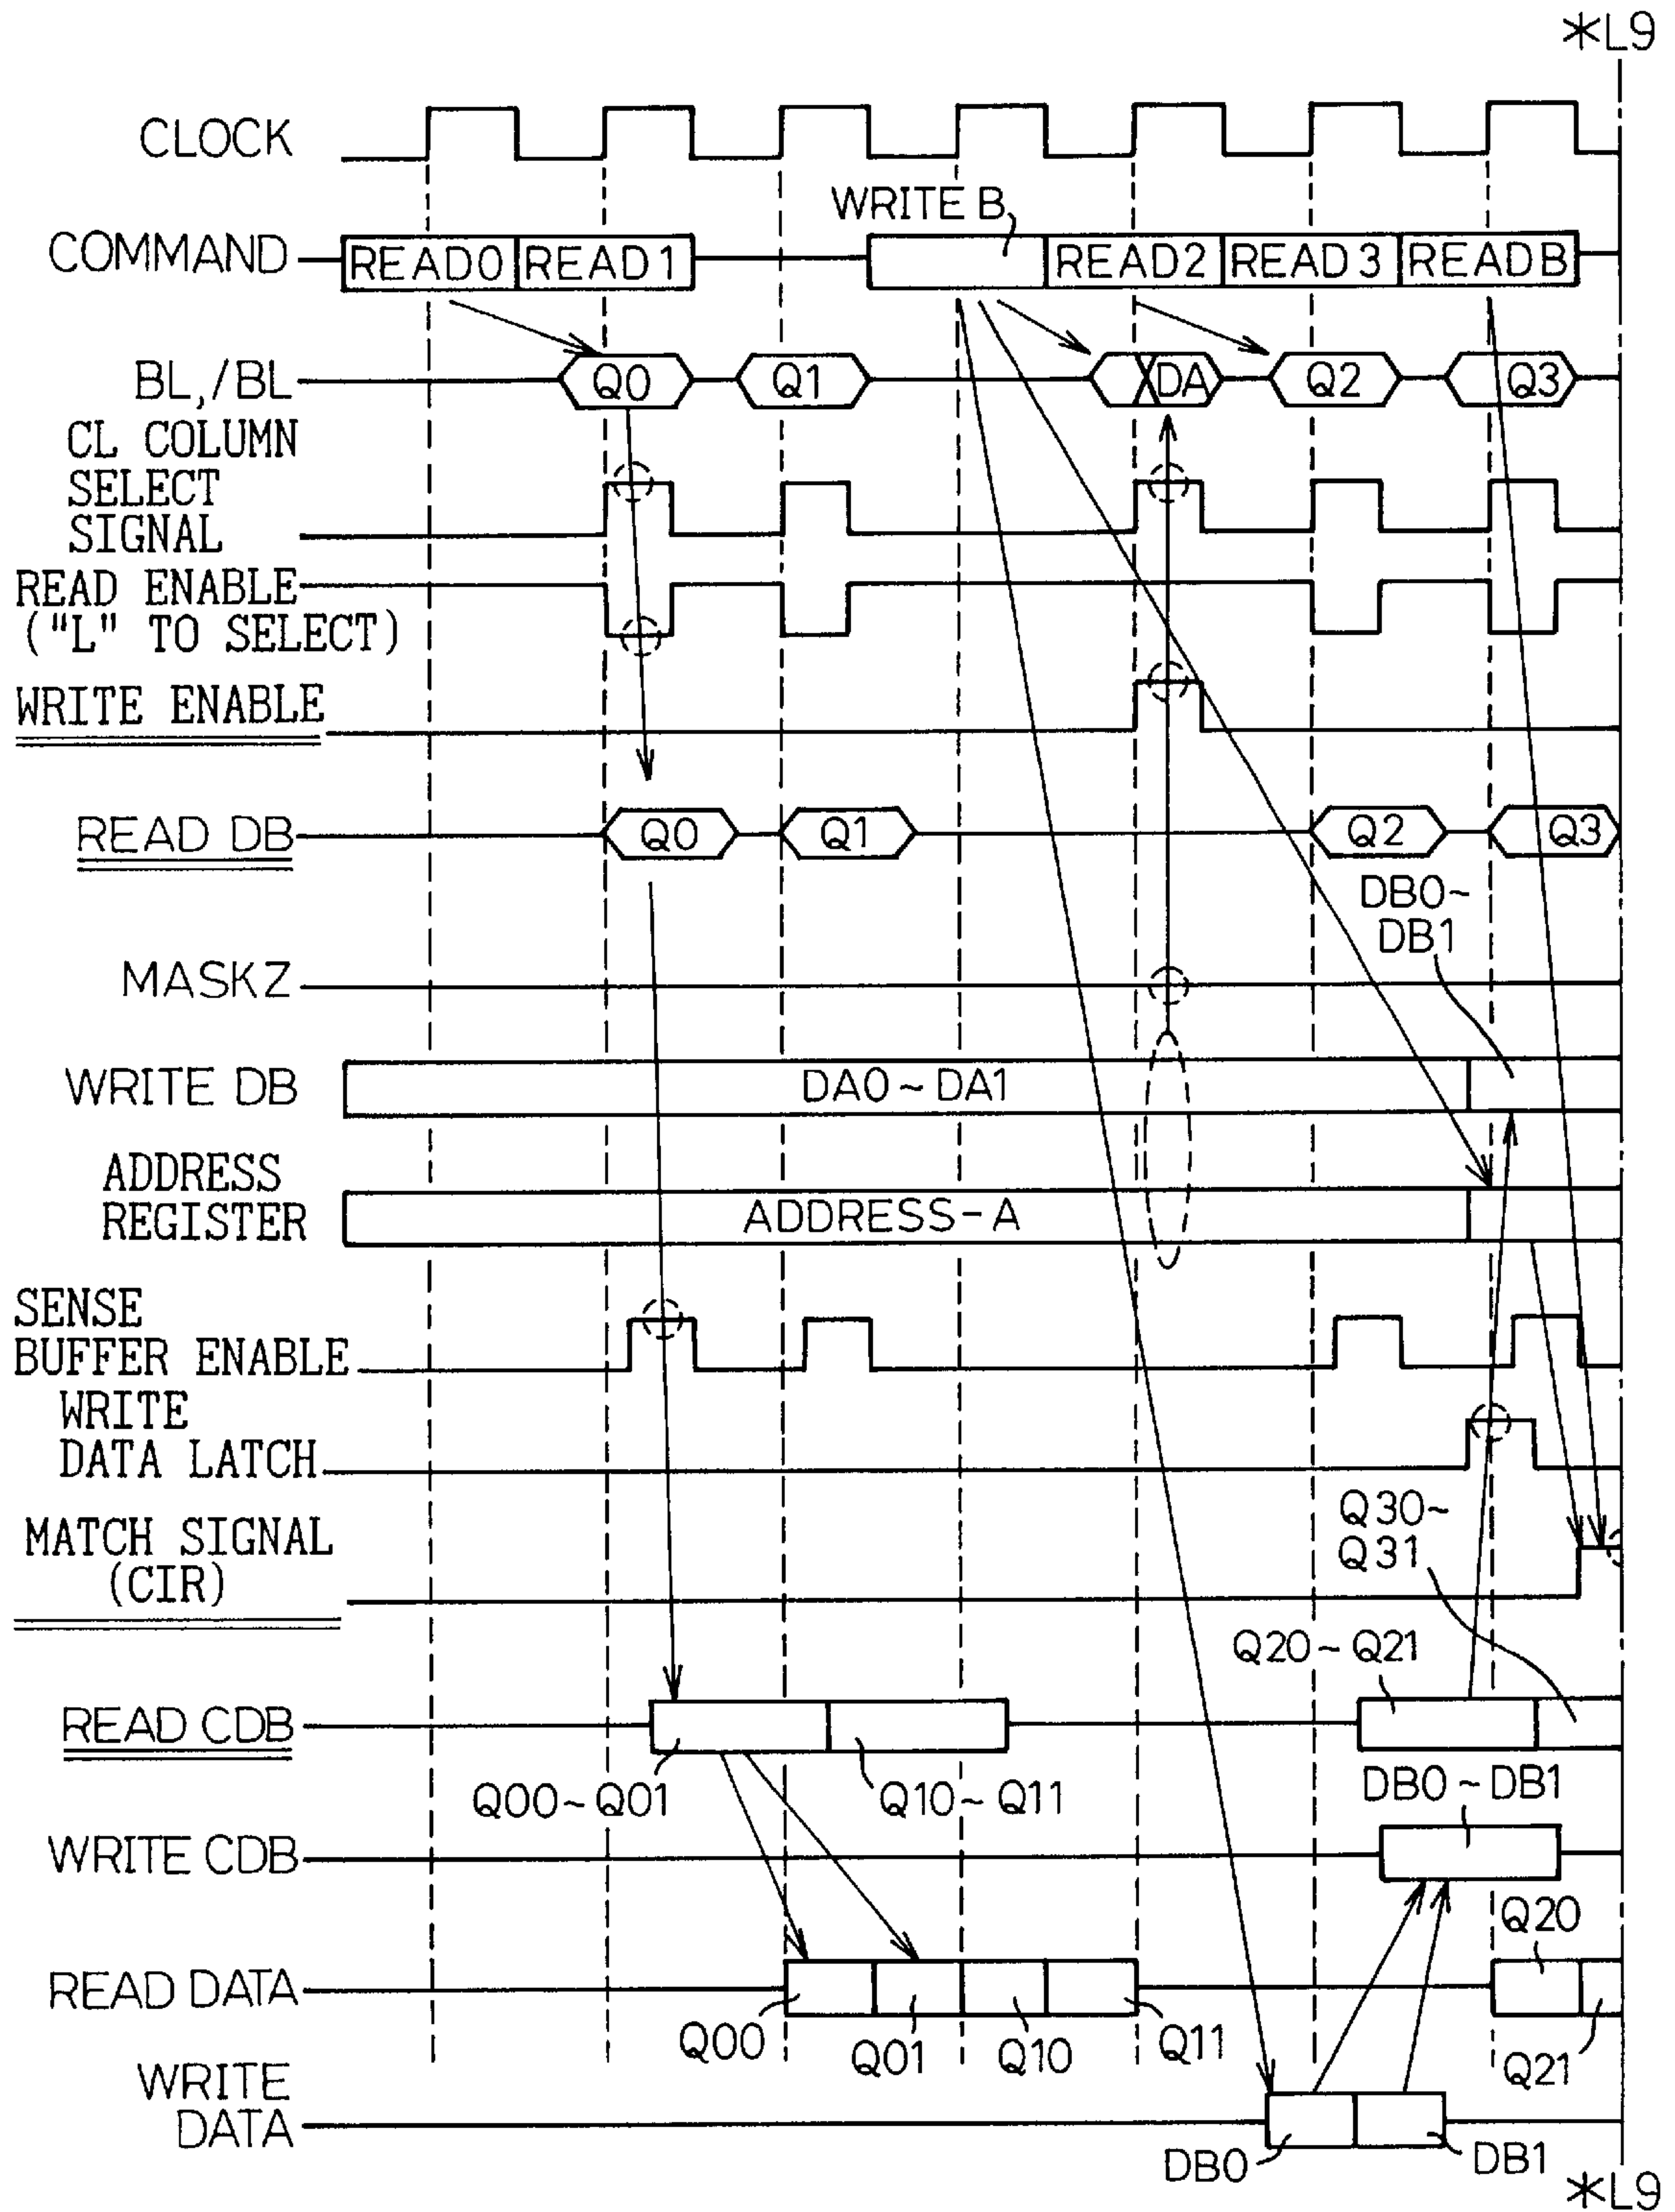 *L9
CLOCK
WRITE B
COMMAND
READ0
READ1
READ2
READ3
READB
BL,/BL
Q0
Q1
DA
Q2
Q3
CL COLUMN
SELECT
SIGNAL
READ ENABLE
("L" TO SELECT)
WRITE ENABLE
READ DB
Q0
Q1
Q2
Q3
DB0~
DB1
MASKZ
WRITE DB
DA0~DA1
ADDRESS
REGISTER
ADDRESS-A
SENSE
BUFFER ENABLE
WRITE
DATA LATCH
Q30~
Q31
MATCH SIGNAL
(CIR)
Q20~Q21
READ CDB
Q00~Q01
Q10~Q11
DB0~DB1
WRITE CDB
Q20
READ DATA
Q00
Q01
Q10
Q11
Q21
WRITE
DATA
DB0
DB1
*L9